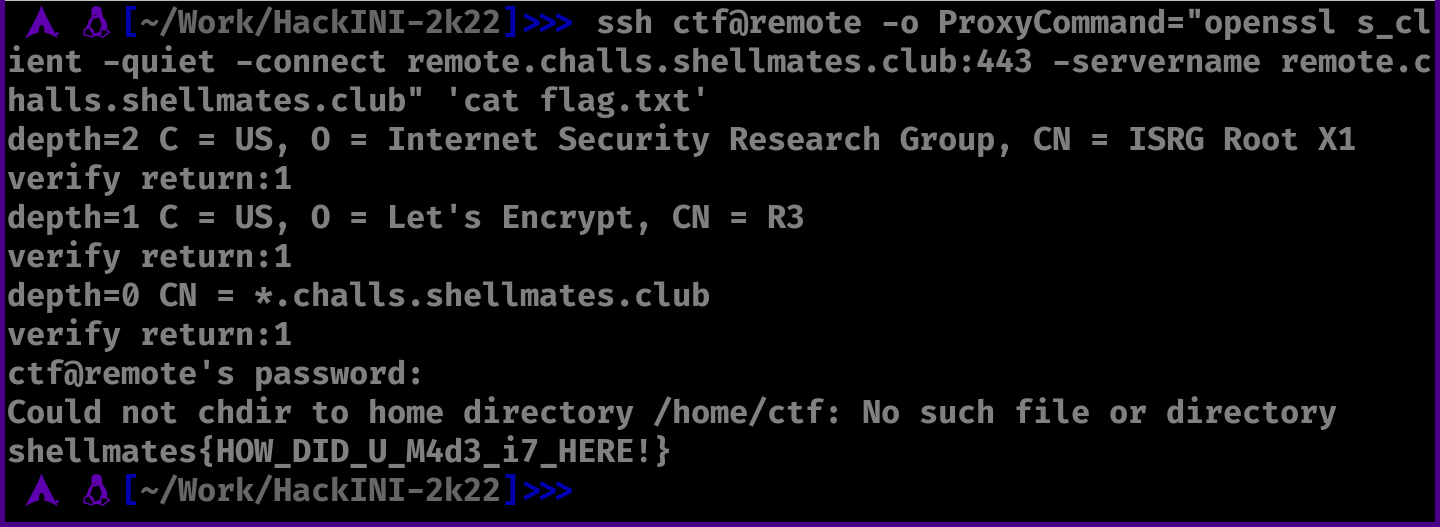 [~/Work/HackINI-2k22]>>> ssh ctf@remote -o ProxyCommand="openssl s_cl
ient -quiet -connect remote.challs.shellmates.club:443 -servername remote.c
halls.shellmates.club" 'cat flag.txt'
depth=2 C = US, O = Internet Security Research Group, CN = ISRG Root X1
verify return:1
depth=1 C = US, O = Let's Encrypt, CN = R3
verify return:1
depth=0 CN = *.challs.shellmates.club
verify return:1
ctf@remote's password:
Could not chdir to home directory /home/ctf: No such file or directory
shellmates{HOW_DID_U_M4d3_i7_HERE!}
[~/Work/HackINI-2k22]>>>